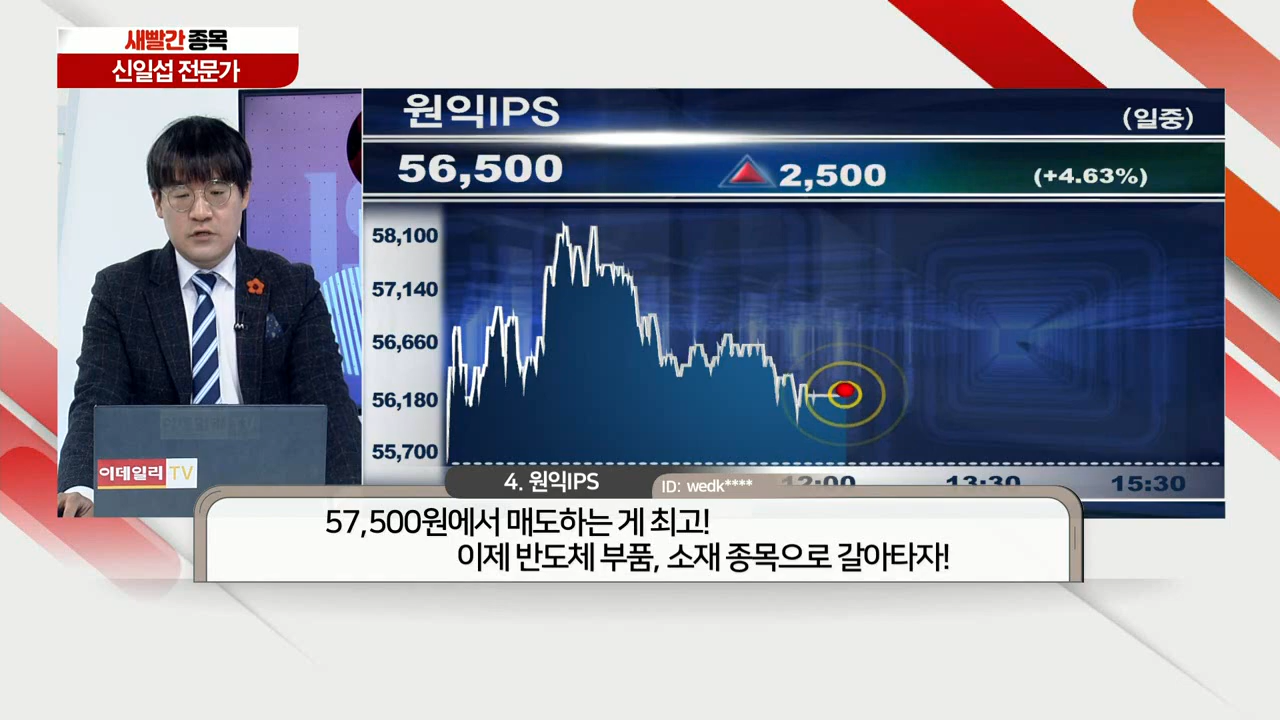 새빨간 종목
신일섭 전문가
원익IPS
(일중)
56,500
2,500
(+4.63%)
58,100
57,140
56,660
56,180
55,700
12:00
13:30
15:30
이데일리 TV
4. 원익IPS
ID: wedk****
57,500원에서 매도하는 게 최고!
이제 반도체 부품, 소재 종목으로 갈아타자!